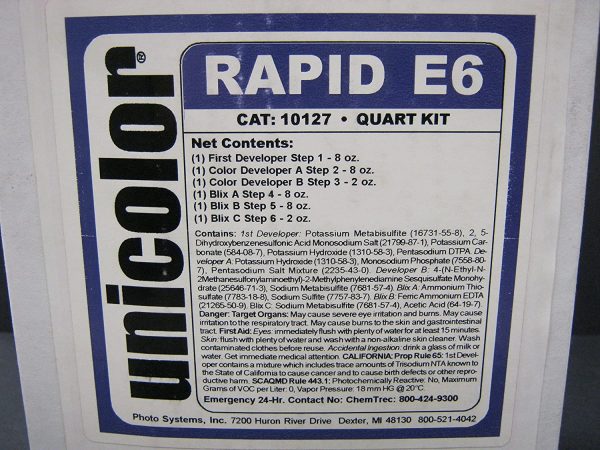 unicolor®
RAPID E6
CAT: 10127 • QUART KIT
Net Contents:
(1) First Developer Step 1 - 8 oz.
(1) Color Developer A Step 2 - 8 oz.
(1) Color Developer B Step 3 - 2 oz.
(1) Blix A Step 4 - 8 oz.
(1) Blix B Step 5 - 8 oz.
(1) Blix C Step 6 - 2 oz.
Contains: 1st Developer: Potassium Metabisulfite (16731-55-8), 2, 5-
Dihydroxybenzenesulfonic Acid Monosodium Salt (21799-87-1), Potassium Car-
bonate (584-08-7), Potassium Hydroxide (1310-58-3), Pentasodium DTPA. De-
veloper A: Potassium Hydroxide (1310-58-3), Monosodium Phosphate (7558-80-
7), Pentasodium Salt Mixture (2235-43-0). Developer B: 4-(N-Ethyl-N-
2Methanesulfonylaminoethyl)-2-Methylphenylenediamine Sesquisulfate Monohy-
drate (25646-71-3), Sodium Metabisulfite (7681-57-4). Blix A: Ammonium Thio-
sulfate (7783-18-8), Sodium Sulfite (7757-83-7). Blix B: Ferric Ammonium EDTA
(21265-50-9). Blix C: Sodium Metabisulfite (7681-57-4), Acetic Acid (64-19-7).
Danger: Target Organs: May cause severe eye irritation and burns. May cause
irritation to the respiratory tract. May cause burns to the skin and gastrointestinal
tract. First Aid: Eyes: immediately flush with plenty of water for at least 15 minutes.
Skin: flush with plenty of water and wash with a non-alkaline skin cleaner. Wash
contaminated clothes before reuse. Accidental Ingestion: drink a glass of milk or
water. Get immediate medical attention. CALIFORNIA: Prop Rule 65: 1st Devel-
oper contains a mixture which includes trace amounts of Trisodium NTA known to
the State of California to cause cancer and to cause birth defects or other repro-
ductive harm. SCAQMD Rule 443.1: Photochemically Reactive: No, Maximum
Grams of VOC per Liter: 0, Vapor Pressure: 18 mm HG @ 20°C.
Emergency 24-Hr. Contact No: ChemTrec: 800-424-9300
Photo Systems, Inc. 7200 Huron River Drive Dexter, MI 48130 800-521-4042